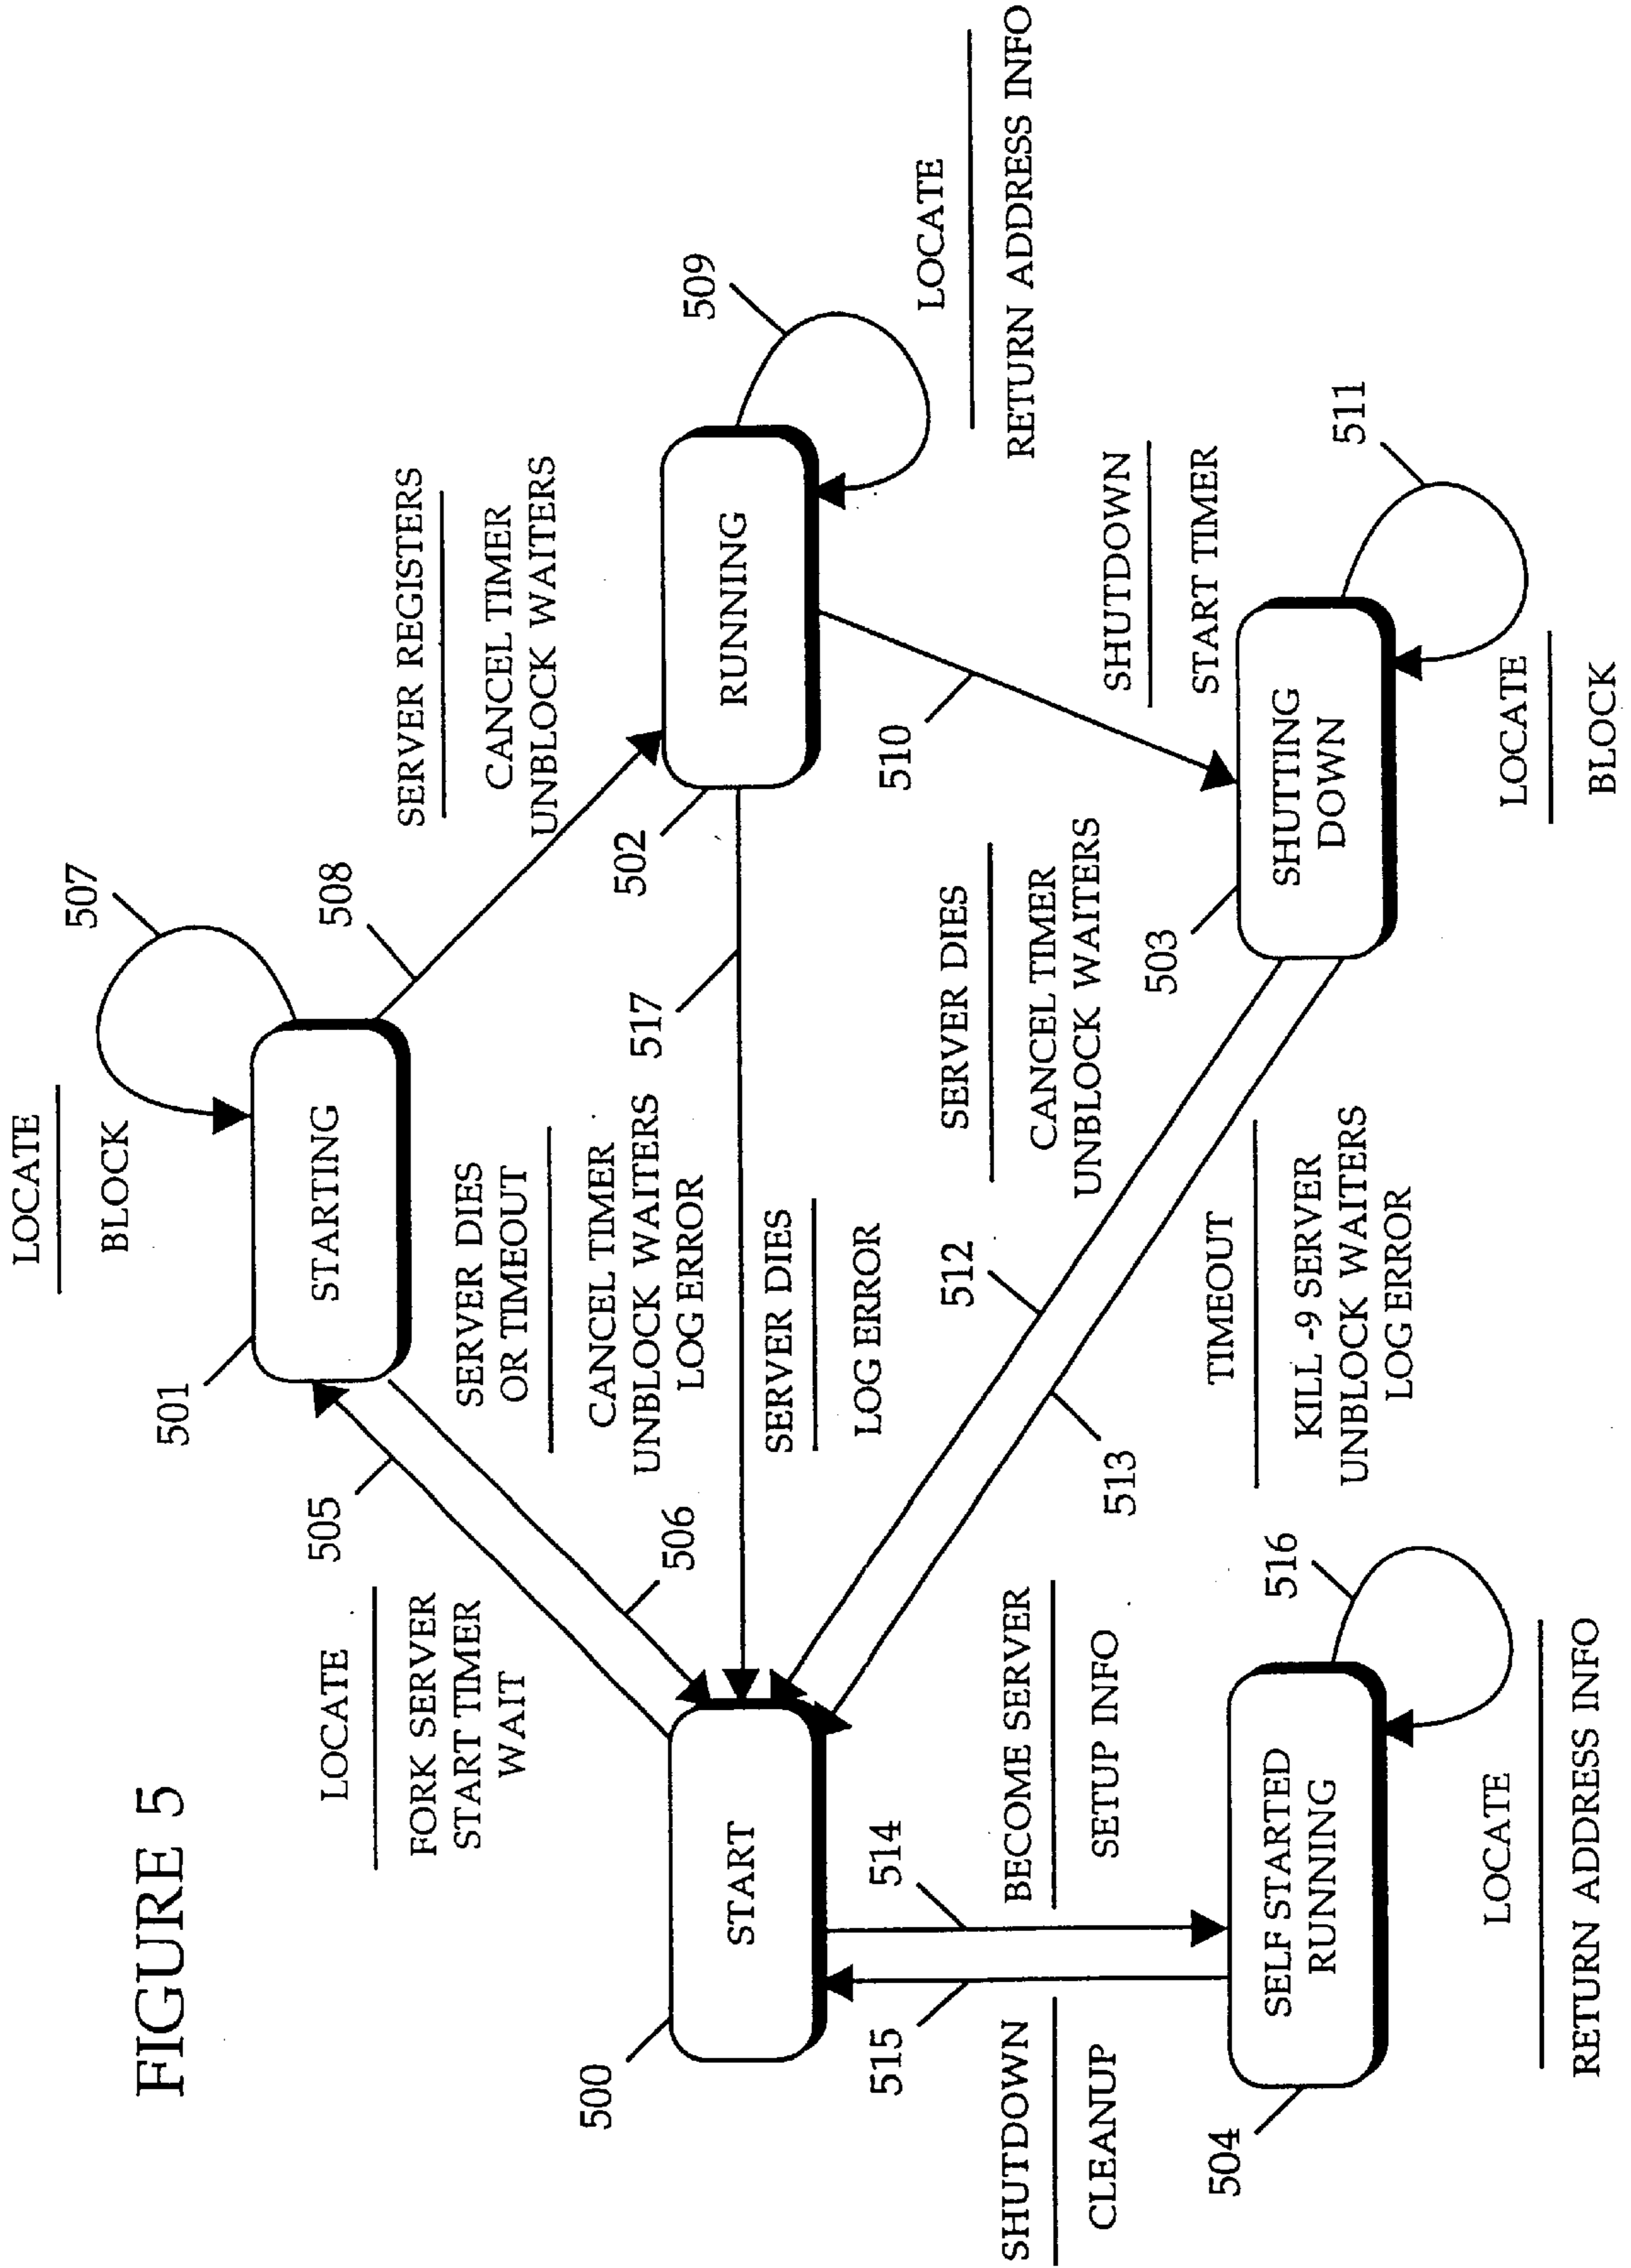 FIGURE 5
LOCATE
BLOCK
507
501
STARTING
508
SERVER REGISTERS
CANCEL TIMER
UNBLOCK WAITERS
505
LOCATE
FORK SERVER
START TIMER
WAIT
506
SERVER DIES
OR TIMEOUT
CANCEL TIMER
UNBLOCK WAITERS
LOG ERROR
517
502
RUNNING
509
LOCATE
RETURN ADDRESS INFO
SERVER DIES
LOG ERROR
500
START
510
SHUTDOWN
START TIMER
512
SERVER DIES
CANCEL TIMER
UNBLOCK WAITERS
503
SHUTTING
DOWN
511
LOCATE
BLOCK
513
TIMEOUT
KILL -9 SERVER
UNBLOCK WAITERS
LOG ERROR
515
SHUTDOWN
CLEANUP
514
BECOME SERVER
SETUP INFO
504
SELF STARTED
RUNNING
516
LOCATE
RETURN ADDRESS INFO